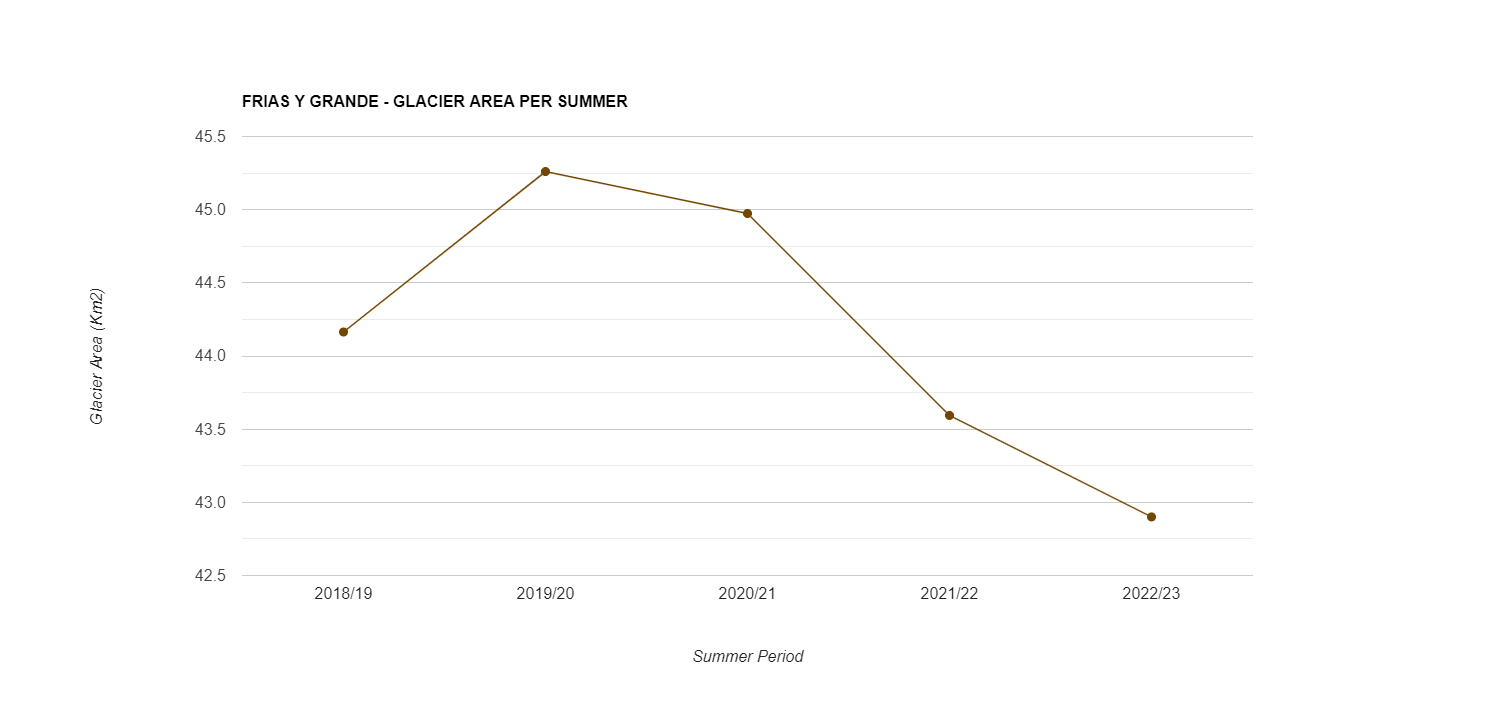 FRIAS Y GRANDE - GLACIER AREA PER SUMMER
45.5
45.0
44.5
44.0
43.5
43.0
42.5
Glacier Area (Km2)
2018/19 2019/20 2020/21 2021/22 2022/23
Summer Period